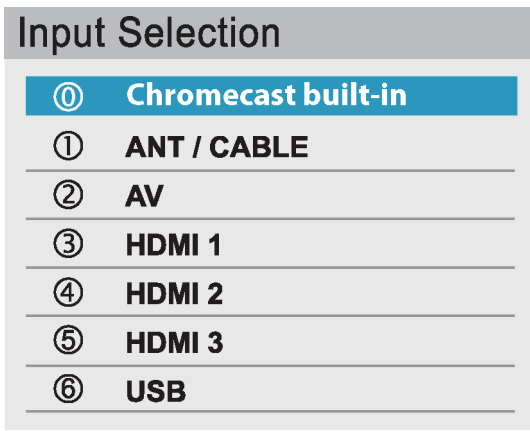 Input Selection
⓪ Chromecast built-in
① ANT / CABLE
② AV
③ HDMI 1
④ HDMI 2
⑤ HDMI 3
⑥ USB